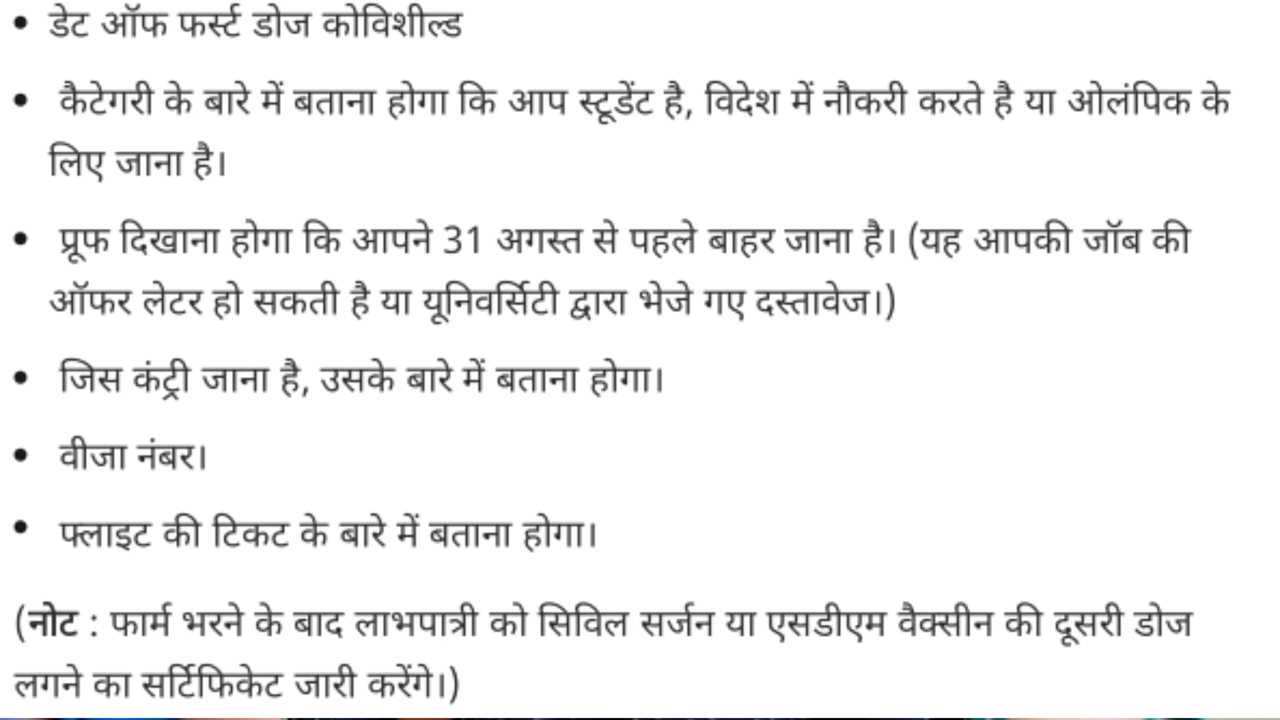 • डेट ऑफ फर्स्ट डोज कोविशील्ड
• कैटेगरी के बारे में बताना होगा कि आप स्टूडेंट है, विदेश में नौकरी करते है या ओलंपिक के
लिए जाना है।
• प्रूफ दिखाना होगा कि आपने 31 अगस्त से पहले बाहर जाना है। (यह आपकी जॉब की
ऑफर लेटर हो सकती है या यूनिवर्सिटी द्वारा भेजे गए दस्तावेज।)
• जिस कंट्री जाना है, उसके बारे में बताना होगा।
• वीजा नंबर।
• फ्लाइट की टिकट के बारे में बताना होगा।
(नोट : फार्म भरने के बाद लाभपात्री को सिविल सर्जन या एसडीएम वैक्सीन की दूसरी डोज
लगने का सर्टिफिकेट जारी करेंगे।)